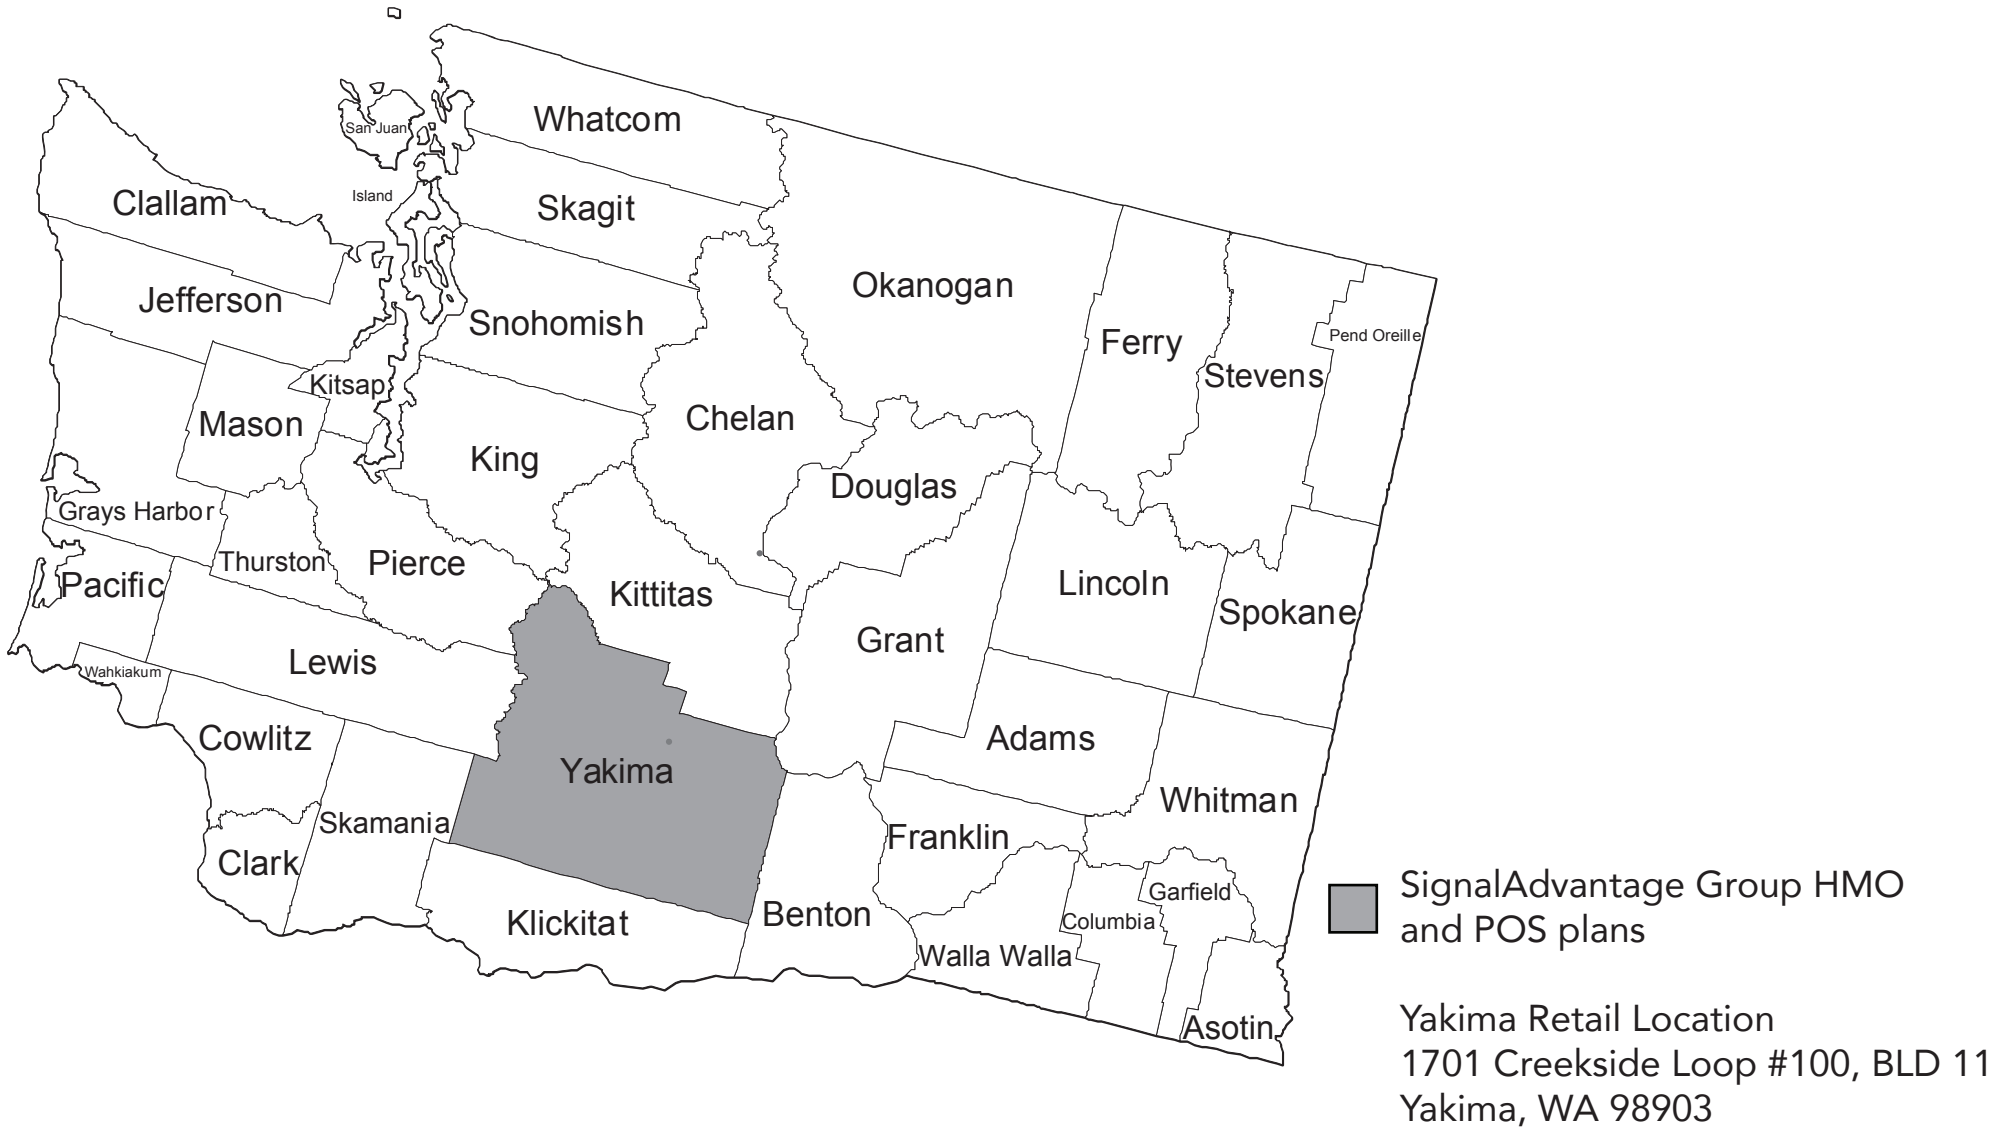 Whatcom
San Juan
Island
Clallam
Skagit
Jefferson
Snohomish
Okanogan
Ferry
Stevens
Pend Oreille
Kitsap
Mason
King
Chelan
Douglas
Grays Harbor
Thurston
Pierce
Pacific
Kittitas
Lincoln
Spokane
Grant
Lewis
Wahkiakum
Cowlitz
Yakima
Adams
Whitman
Skamania
Clark
Franklin
Garfield
Columbia
Klickitat
Benton
Walla Walla
Asotin
SignalAdvantage Group HMO
and POS plans
Yakima Retail Location
1701 Creekside Loop #100, BLD 11
Yakima, WA 98903